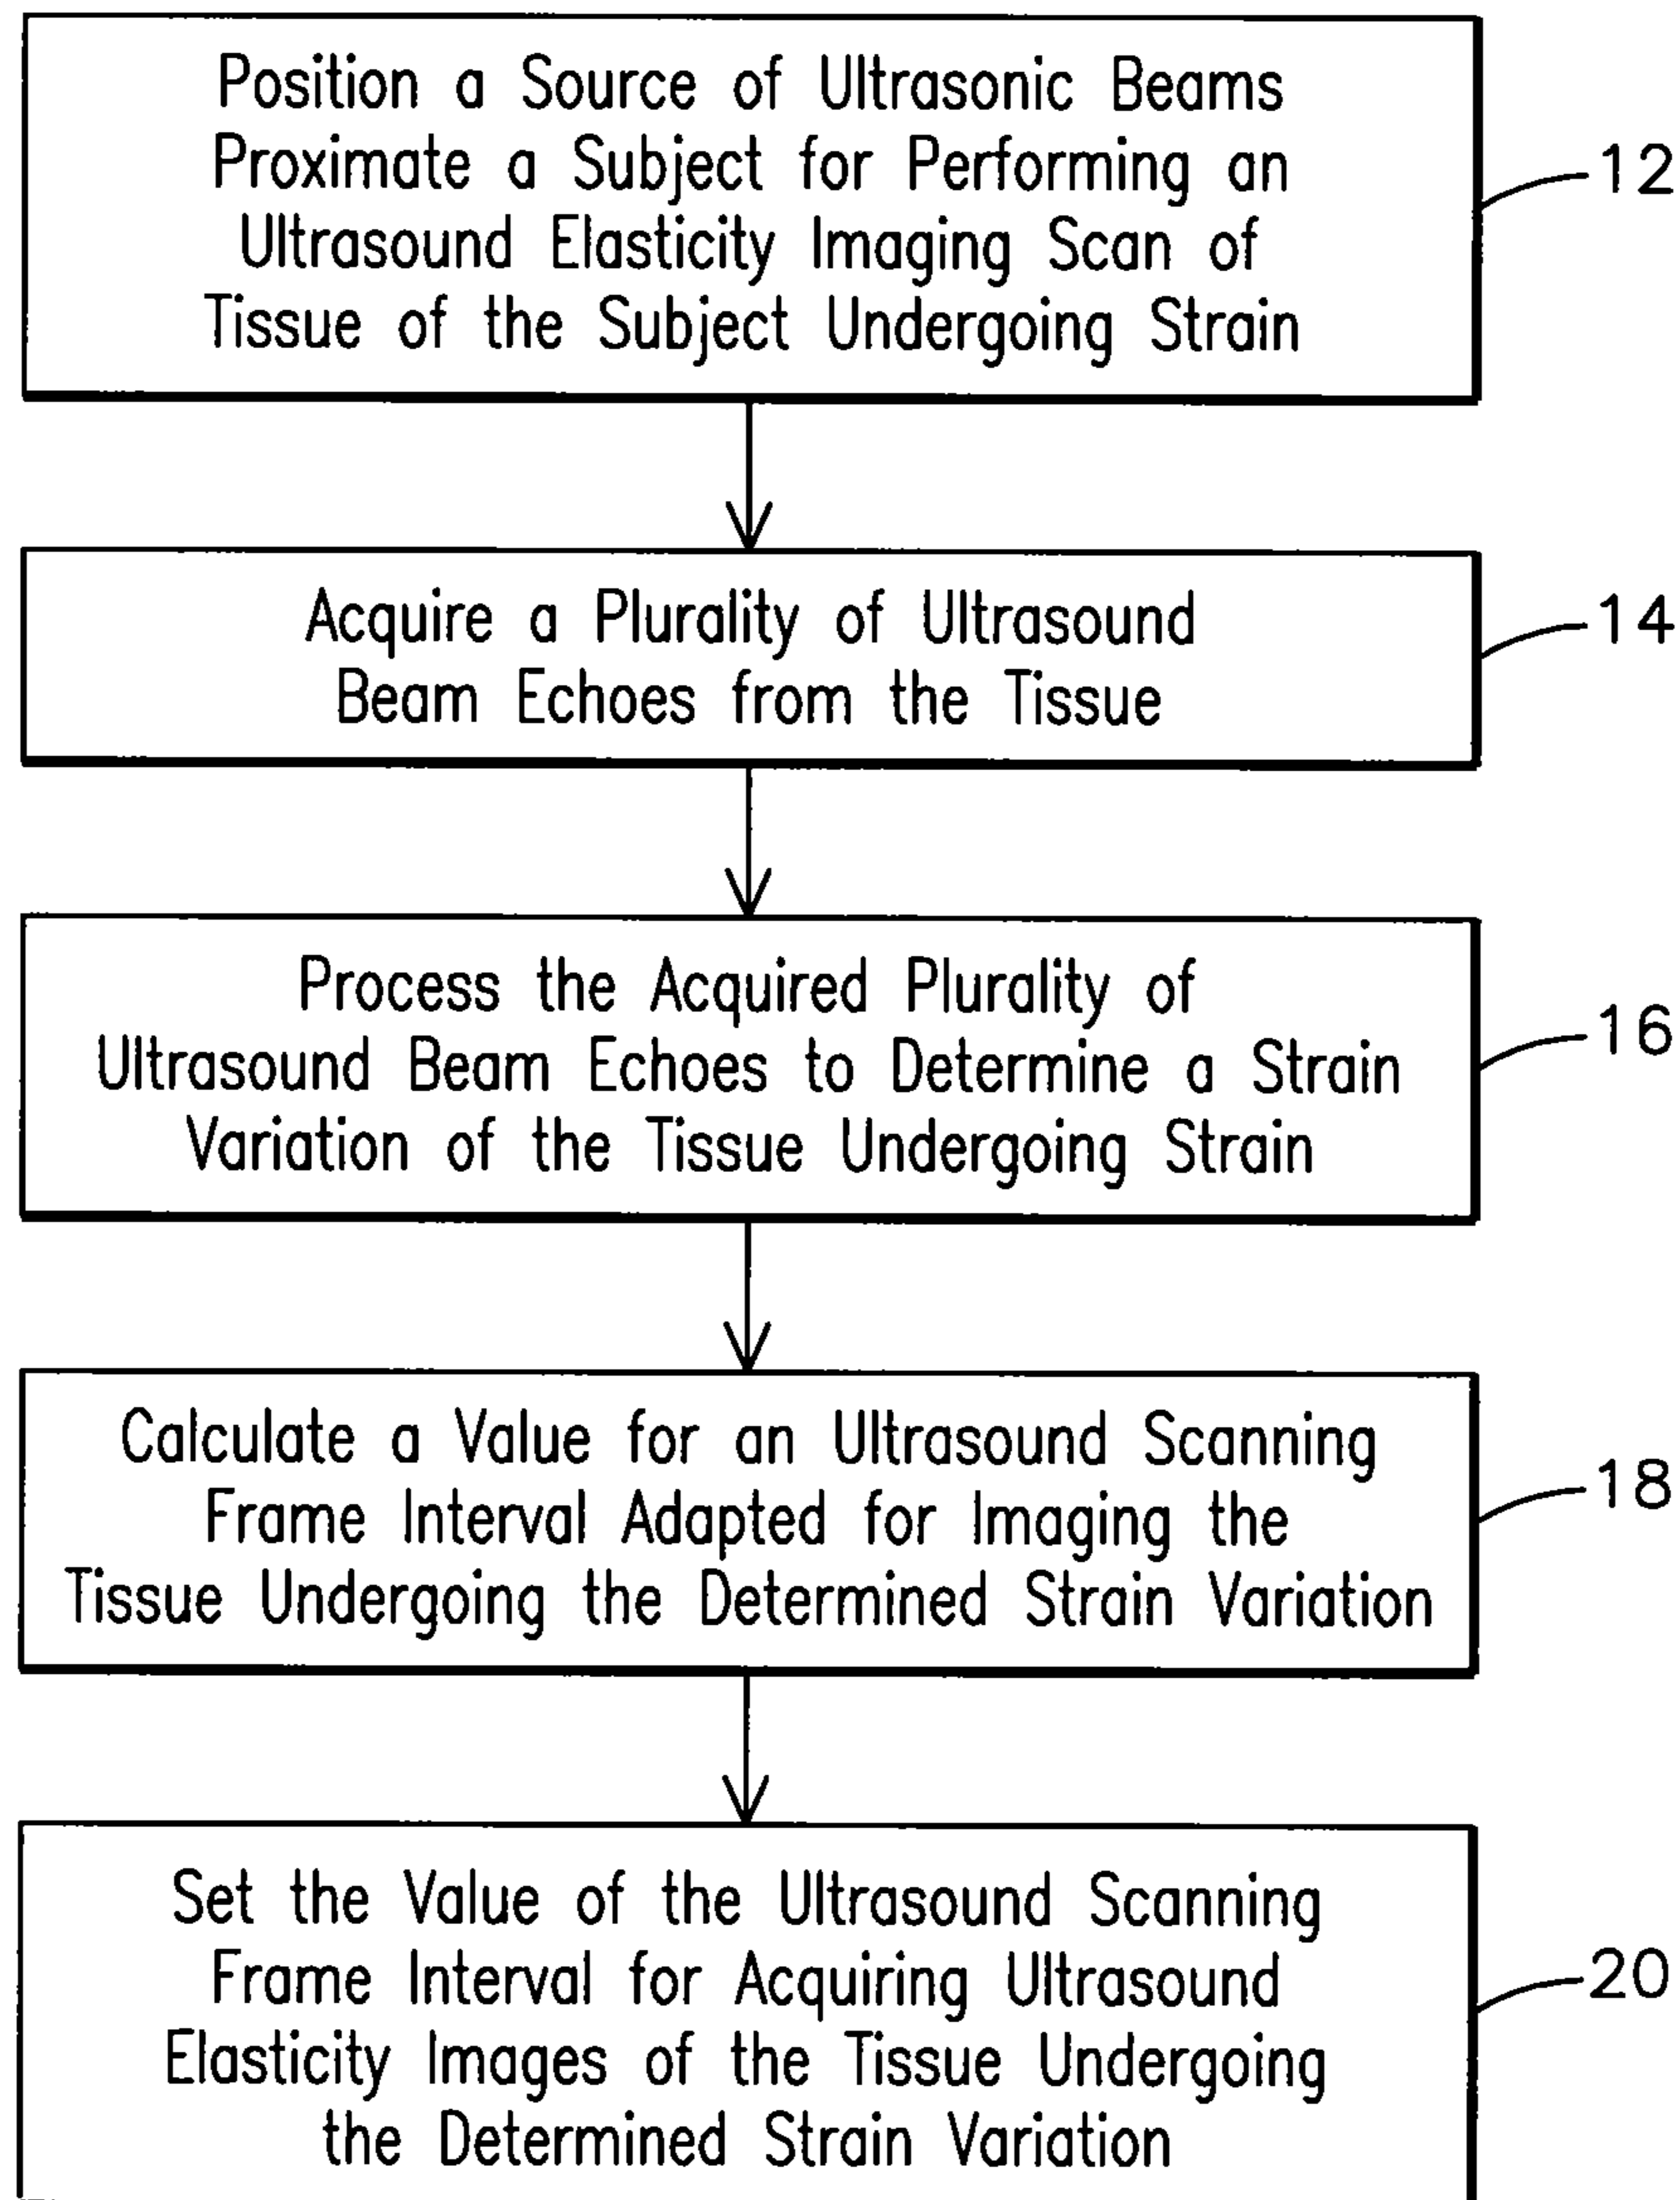 Position a Source of Ultrasonic Beams
Proximate a Subject for Performing an
Ultrasound Elasticity Imaging Scan of
Tissue of the Subject Undergoing Strain
12
Acquire a Plurality of Ultrasound
Beam Echoes from the Tissue
14
Process the Acquired Plurality of
Ultrasound Beam Echoes to Determine a Strain
Variation of the Tissue Undergoing Strain
16
Calculate a Value for an Ultrasound Scanning
Frame Interval Adapted for Imaging the
Tissue Undergoing the Determined Strain Variation
18
Set the Value of the Ultrasound Scanning
Frame Interval for Acquiring Ultrasound
Elasticity Images of the Tissue Undergoing
the Determined Strain Variation
20